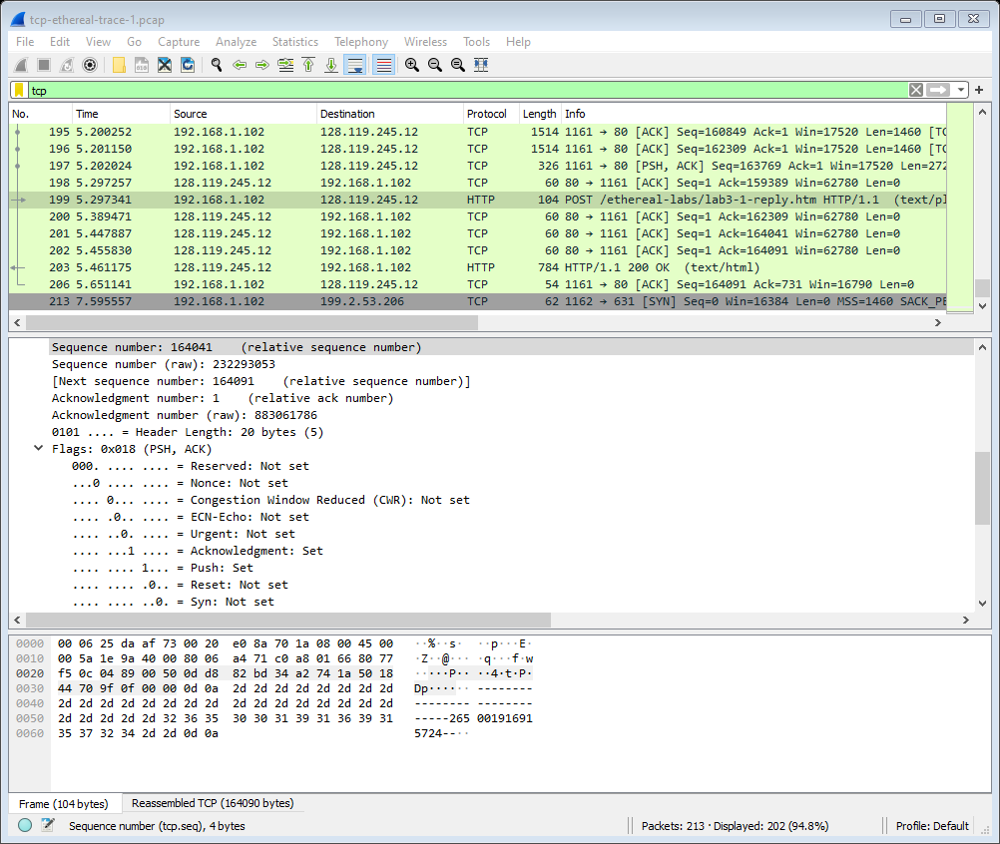 tcp-ethereal-trace-1.pcap
File Edit View Go Capture Analyze Statistics Telephony Wireless Tools Help
tcp
No. Time Source Destination Protocol Length Info
195 5.200252 192.168.1.102 128.119.245.12 TCP 1514 1161 → 80 [ACK] Seq=160849 Ack=1 Win=17520 Len=1460 [TC
196 5.201150 192.168.1.102 128.119.245.12 TCP 1514 1161 → 80 [ACK] Seq=162309 Ack=1 Win=17520 Len=1460 [TC
197 5.202024 192.168.1.102 128.119.245.12 TCP 326 1161 → 80 [PSH, ACK] Seq=163769 Ack=1 Win=17520 Len=272
198 5.297257 128.119.245.12 192.168.1.102 TCP 60 80 → 1161 [ACK] Seq=1 Ack=159389 Win=62780 Len=0
199 5.297341 192.168.1.102 128.119.245.12 HTTP 104 POST /ethereal-labs/lab3-1-reply.htm HTTP/1.1 (text/pl
200 5.389471 128.119.245.12 192.168.1.102 TCP 60 80 → 1161 [ACK] Seq=1 Ack=162309 Win=62780 Len=0
201 5.447887 128.119.245.12 192.168.1.102 TCP 60 80 → 1161 [ACK] Seq=1 Ack=164041 Win=62780 Len=0
202 5.455830 128.119.245.12 192.168.1.102 TCP 60 80 → 1161 [ACK] Seq=1 Ack=164091 Win=62780 Len=0
203 5.461175 128.119.245.12 192.168.1.102 HTTP 784 HTTP/1.1 200 OK (text/html)
206 5.651141 192.168.1.102 128.119.245.12 TCP 54 1161 → 80 [ACK] Seq=164091 Ack=731 Win=16790 Len=0
213 7.595557 192.168.1.102 199.2.53.206 TCP 62 1162 → 631 [SYN] Seq=0 Win=16384 Len=0 MSS=1460 SACK_PE
Sequence number: 164041 (relative sequence number)
Sequence number (raw): 232293053
[Next sequence number: 164091 (relative sequence number)]
Acknowledgment number: 1 (relative ack number)
Acknowledgment number (raw): 883061786
0101 .... = Header Length: 20 bytes (5)
Flags: 0x018 (PSH, ACK)
000. .... .... = Reserved: Not set
...0 .... .... = Nonce: Not set
.... 0... .... = Congestion Window Reduced (CWR): Not set
.... .0.. .... = ECN-Echo: Not set
.... ..0. .... = Urgent: Not set
.... ...1 .... = Acknowledgment: Set
.... .... 1... = Push: Set
.... .... .0.. = Reset: Not set
.... .... ..0. = Syn: Not set
0000 00 06 25 da af 73 00 20 e0 8a 70 1a 08 00 45 00 ··%··s· ··p···E·
0010 00 5a 1e 9a 40 00 80 06 a4 71 c0 a8 01 66 80 77 ·Z··@··· ·q···f·w
0020 f5 0c 04 89 00 50 0d d8 82 bd 34 a2 74 1a 50 18 ·····P·· ··4·t·P·
0030 44 70 9f 0f 00 00 0d 0a 2d 2d 2d 2d 2d 2d 2d 2d Dp······ --------
0040 2d 2d 2d 2d 2d 2d 2d 2d 2d 2d 2d 2d 2d 2d 2d 2d -------- --------
0050 2d 2d 2d 2d 2d 32 36 35 30 30 31 39 31 36 39 31 -----265 00191691
0060 35 37 32 34 2d 2d 0d 0a 5724--··
Frame (104 bytes) Reassembled TCP (164090 bytes)
Sequence number (tcp.seq), 4 bytes Packets: 213 · Displayed: 202 (94.8%) Profile: Default